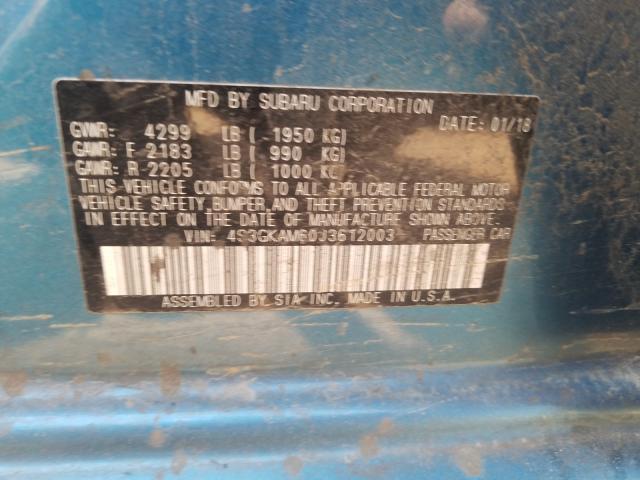 MFD BY SUBARU CORPORATION
DATE: 01/18
GVWR: 4299 LB ( 1950 KG)
GAWR: F 2183 LB ( 990 KG)
GAWR: R 2205 LB ( 1000 KG)
THIS VEHICLE CONFORMS TO ALL APPLICABLE FEDERAL MOTOR
VEHICLE SAFETY, BUMPER, AND THEFT PREVENTION STANDARDS
IN EFFECT ON THE DATE OF MANUFACTURE SHOWN ABOVE.
VIN: 4S3GKAM60J3612003 PASSENGER CAR
ASSEMBLED BY SIA INC. MADE IN U.S.A.